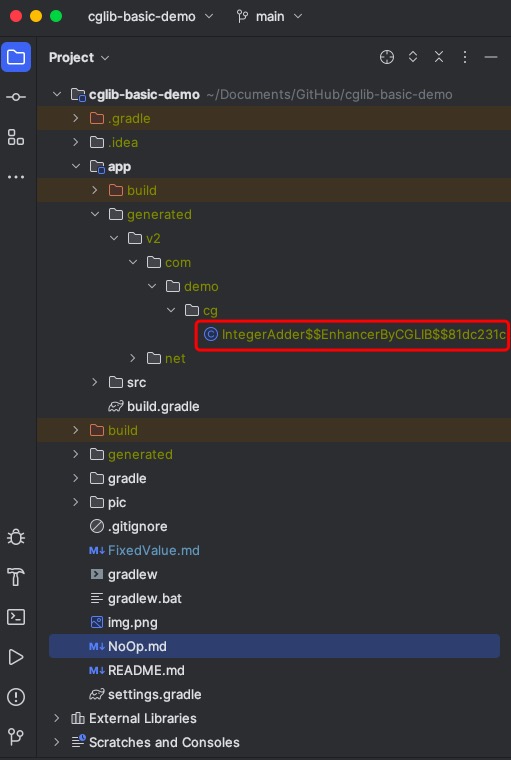 cglib-basic-demo main
Project
cglib-basic-demo ~/Documents/GitHub/cglib-basic-demo
.gradle
.idea
app
build
generated
v2
com
demo
cg
IntegerAdder$$EnhancerByCGLIB$$81dc231c
net
src
build.gradle
build
generated
gradle
pic
.gitignore
FixedValue.md
gradlew
gradlew.bat
img.png
NoOp.md
README.md
settings.gradle
External Libraries
Scratches and Consoles